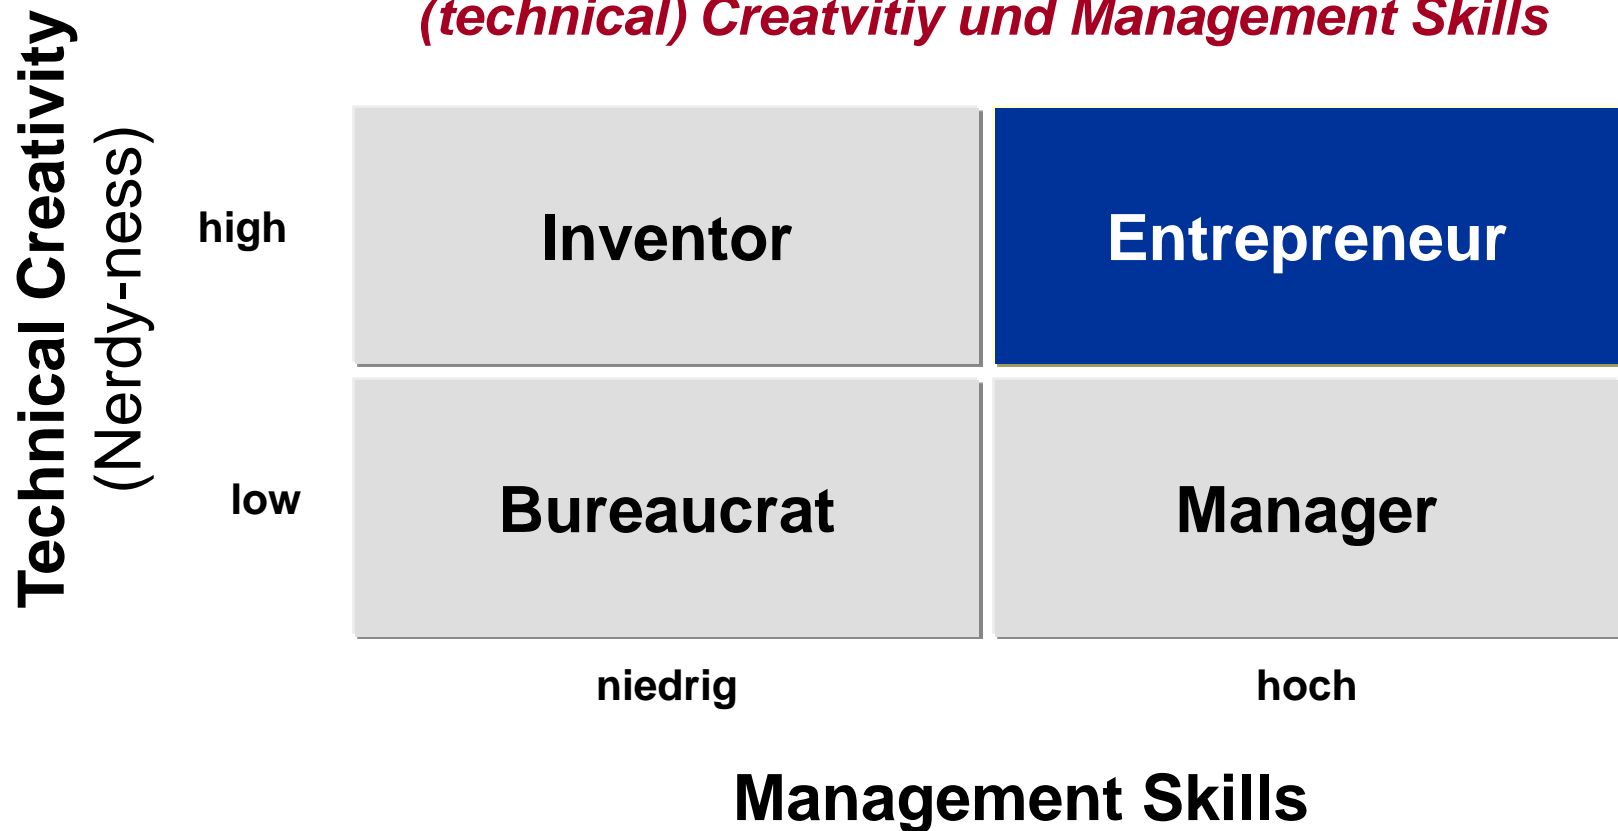 (technical) Creatvitiy und Management Skills
Technical Creativity
(Nerdy-ness)
high
Inventor
Entrepreneur
low
Bureaucrat
Manager
niedrig
hoch
Management Skills